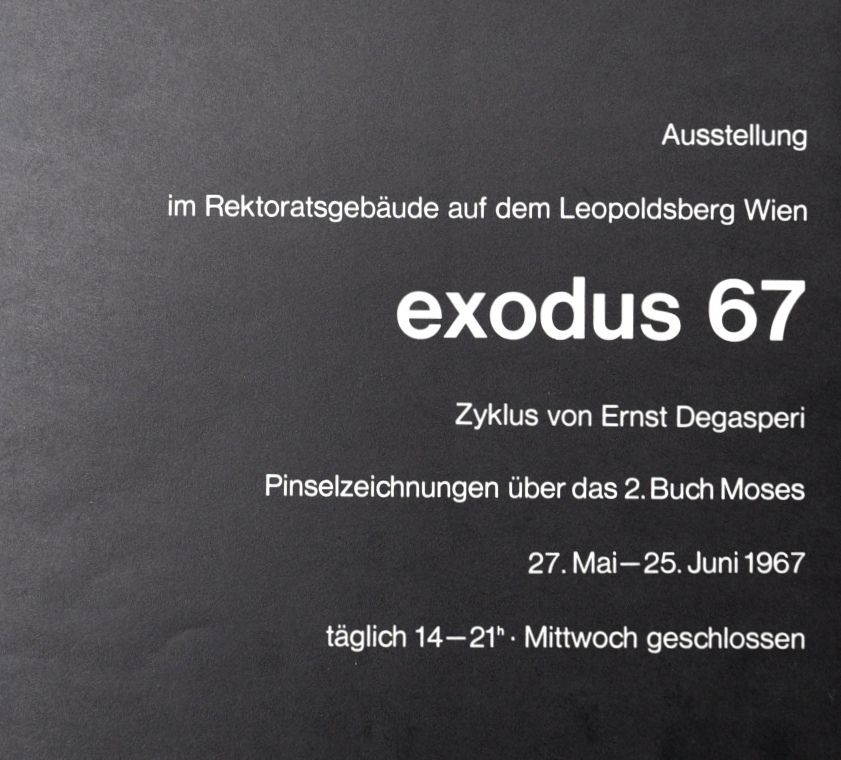 Ausstellung
im Rektoratsgebäude auf dem Leopoldsberg Wien
exodus 67
Zyklus von Ernst Degasperi
Pinselzeichnungen über das 2. Buch Moses
27. Mai—25. Juni 1967
täglich 14—21ʰ · Mittwoch geschlossen